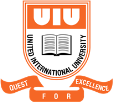 UIU
UNITED INTERNATIONAL UNIVERSITY
QUEST FOR EXCELLENCE